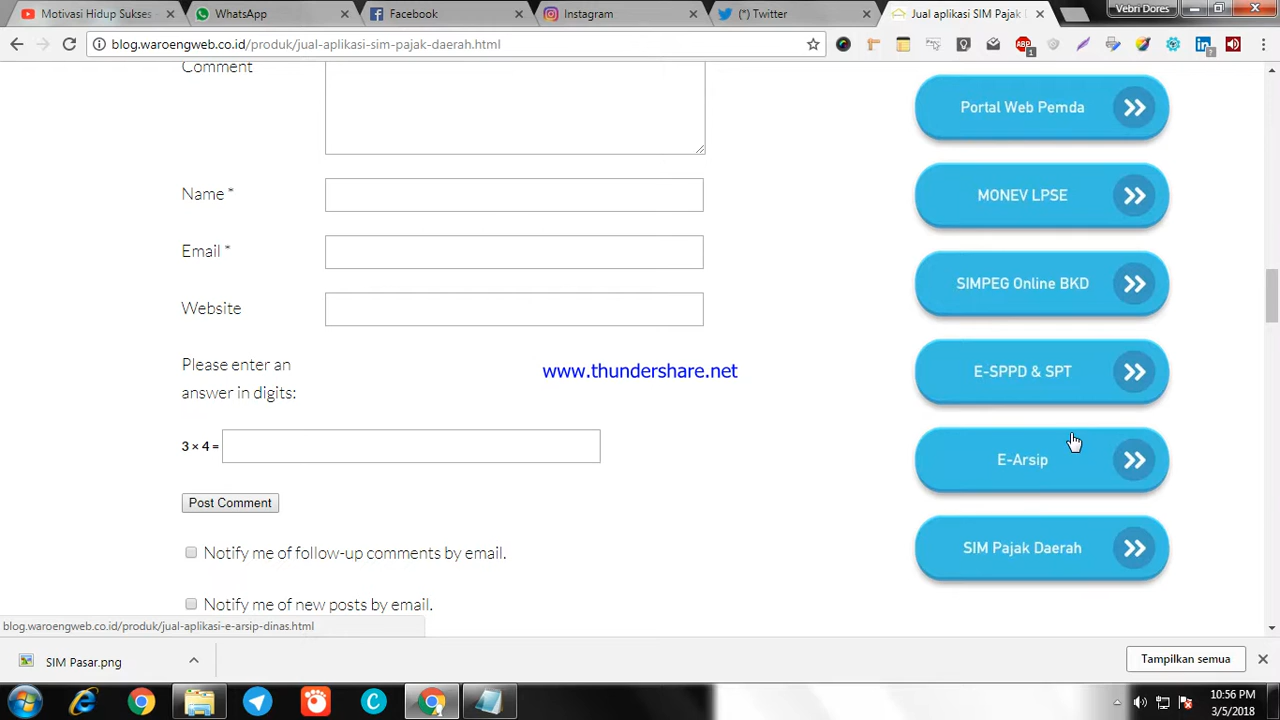 Motivasi Hidup Sukses
WhatsApp
Facebook
Instagram
(*) Twitter
Jual aplikasi SIM Pajak
Vebri Dores
blog.waroengweb.co.id/produk/jual-aplikasi-sim-pajak-daerah.html
ABP
1
Comment
Name *
Email *
Website
Please enter an
answer in digits:
3 × 4 =
Post Comment
Notify me of follow-up comments by email.
Notify me of new posts by email.
www.thundershare.net
Portal Web Pemda
MONEV LPSE
SIMPEG Online BKD
E-SPPD & SPT
E-Arsip
SIM Pajak Daerah
blog.waroengweb.co.id/produk/jual-aplikasi-e-arsip-dinas.html
SIM Pasar.png
Tampilkan semua
10:56 PM
3/5/2018